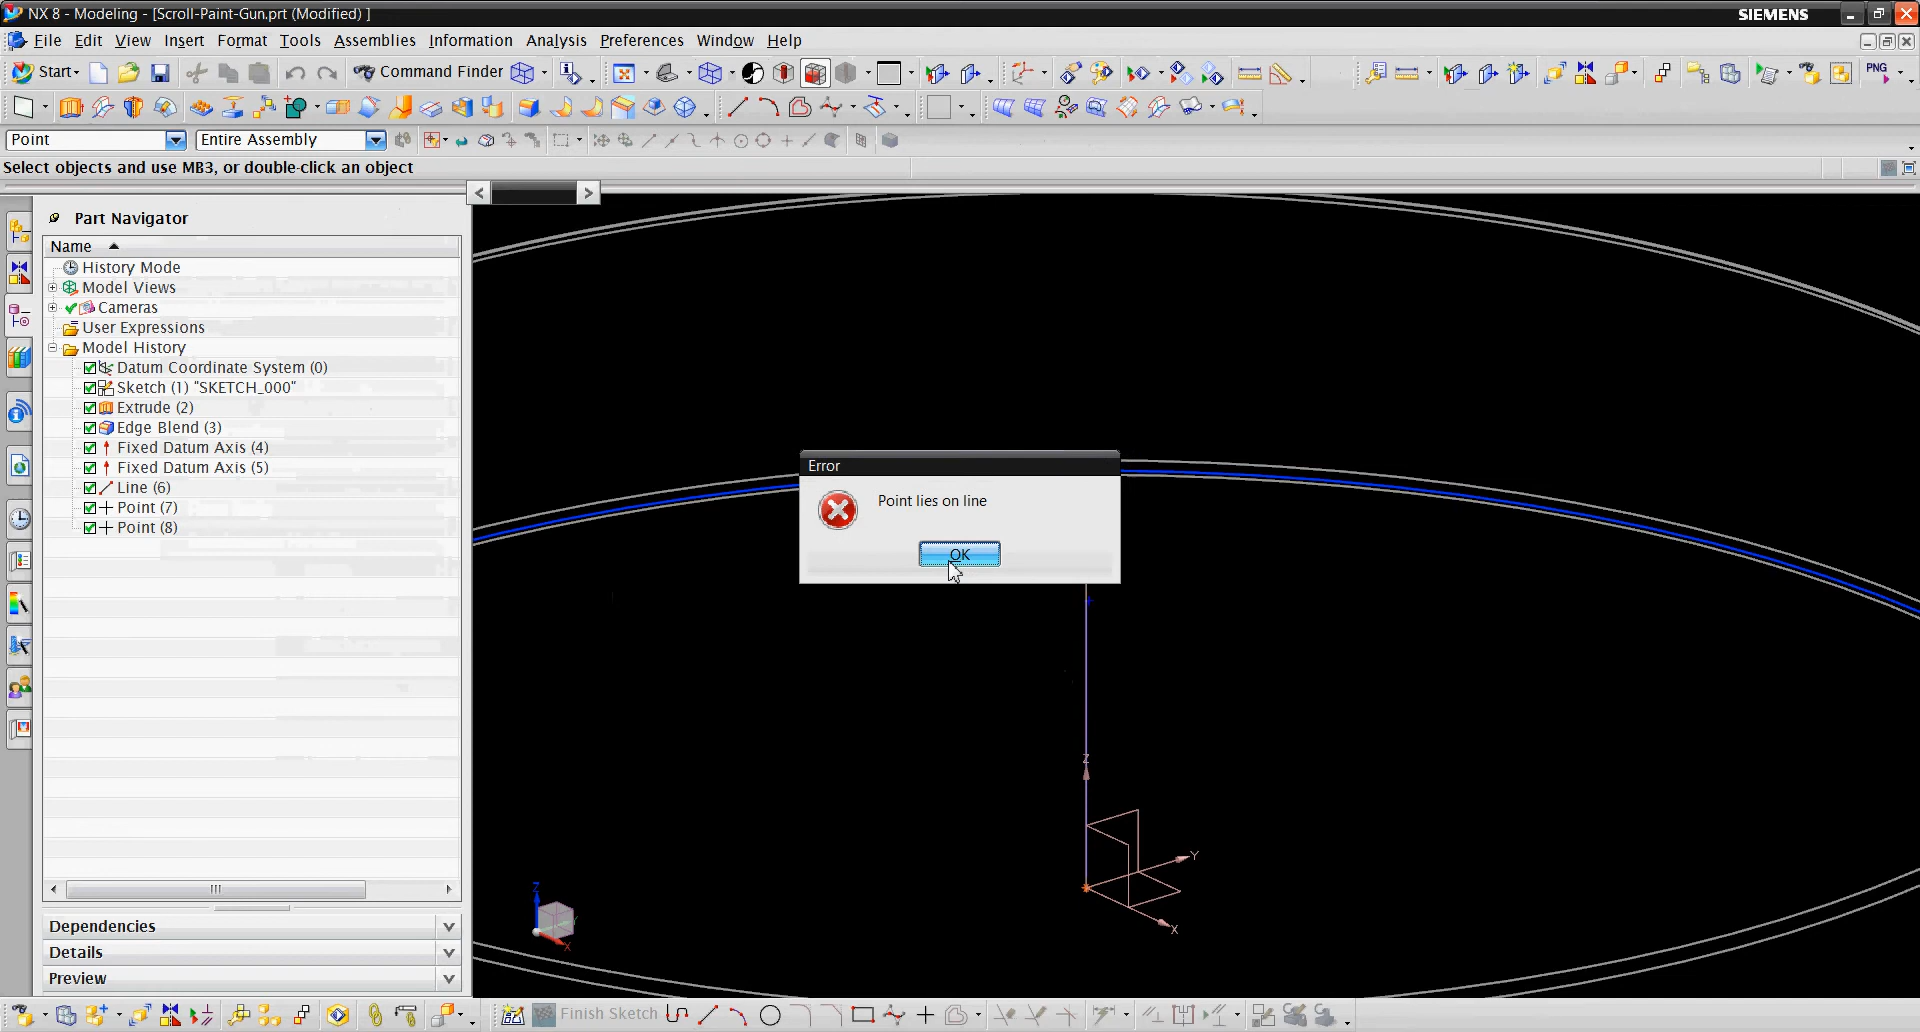 NX 8 - Modeling - [Scroll-Paint-Gun.prt (Modified) ]
SIEMENS
File Edit View Insert Format Tools Assemblies Information Analysis Preferences Window Help
Start
Command Finder
PNG
Point
Entire Assembly
Select objects and use MB3, or double-click an object
Part Navigator
Name
History Mode
Model Views
Cameras
User Expressions
Model History
Datum Coordinate System (0)
Sketch (1) "SKETCH_000"
Extrude (2)
Edge Blend (3)
Fixed Datum Axis (4)
Fixed Datum Axis (5)
Line (6)
Point (7)
Point (8)
Error
Point lies on line
OK
Z
Y
X
Z
Y
X
Dependencies
Details
Preview
Finish Sketch